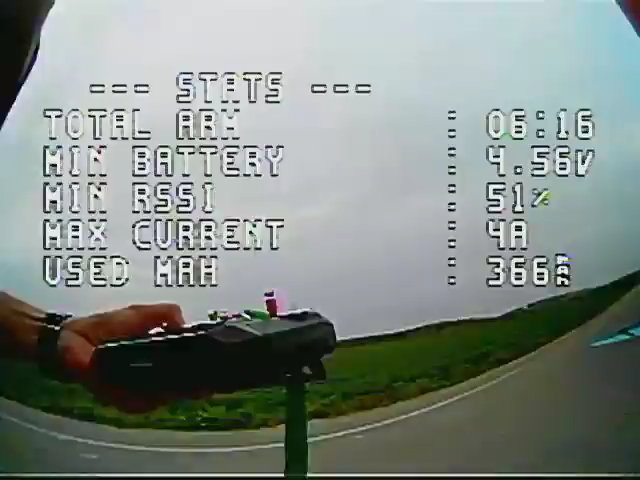 --- STATS ---
TOTAL ARM : 06:16
MIN BATTERY : 4.56V
MIN RSSI : 51%
MAX CURRENT : 4A
USED MAH : 366